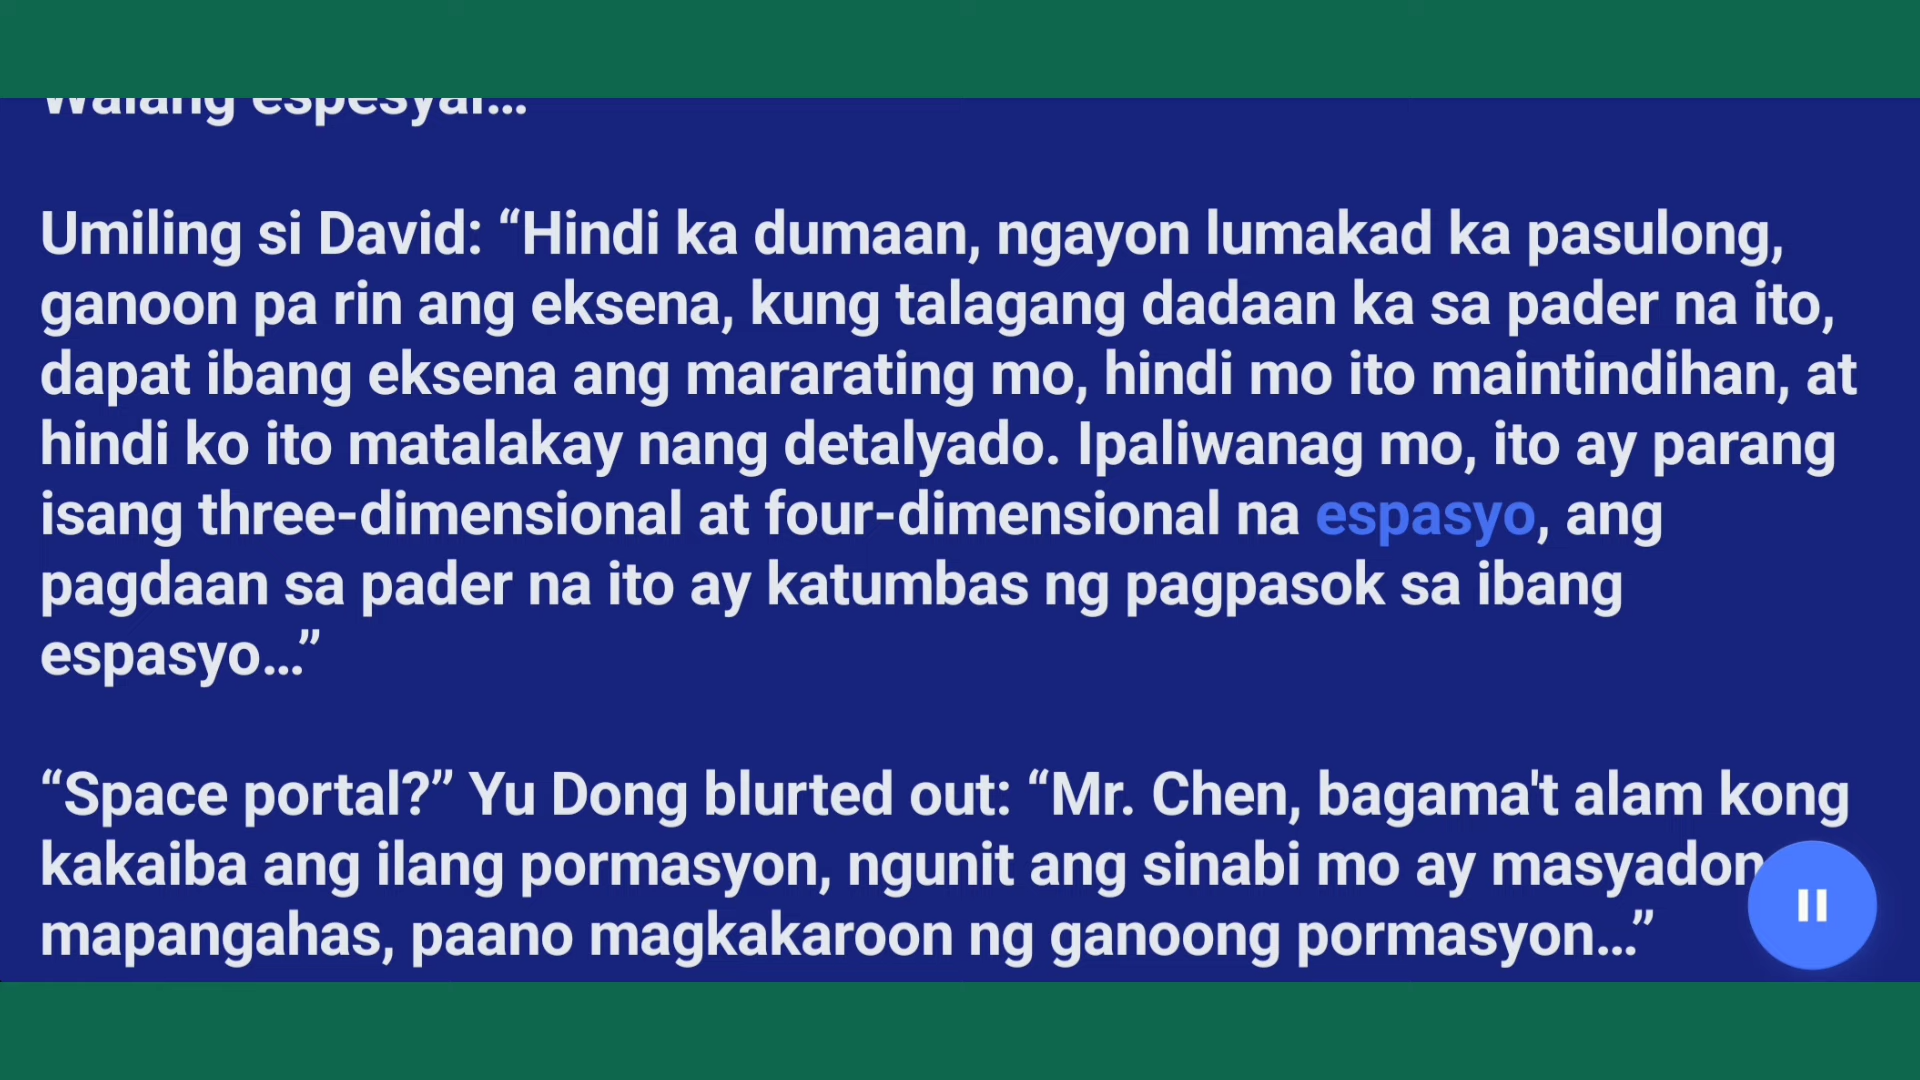 Walang espesyal...
Umiling si David: “Hindi ka dumaan, ngayon lumakad ka pasulong,
ganoon pa rin ang eksena, kung talagang dadaan ka sa pader na ito,
dapat ibang eksena ang mararating mo, hindi mo ito maintindihan, at
hindi ko ito matalakay nang detalyado. Ipaliwanag mo, ito ay parang
isang three-dimensional at four-dimensional na espasyo, ang
pagdaan sa pader na ito ay katumbas ng pagpasok sa ibang
espasyo...”
“Space portal?” Yu Dong blurted out: “Mr. Chen, bagama't alam kong
kakaiba ang ilang pormasyon, ngunit ang sinabi mo ay masyadon
mapangahas, paano magkakaroon ng ganoong pormasyon...”